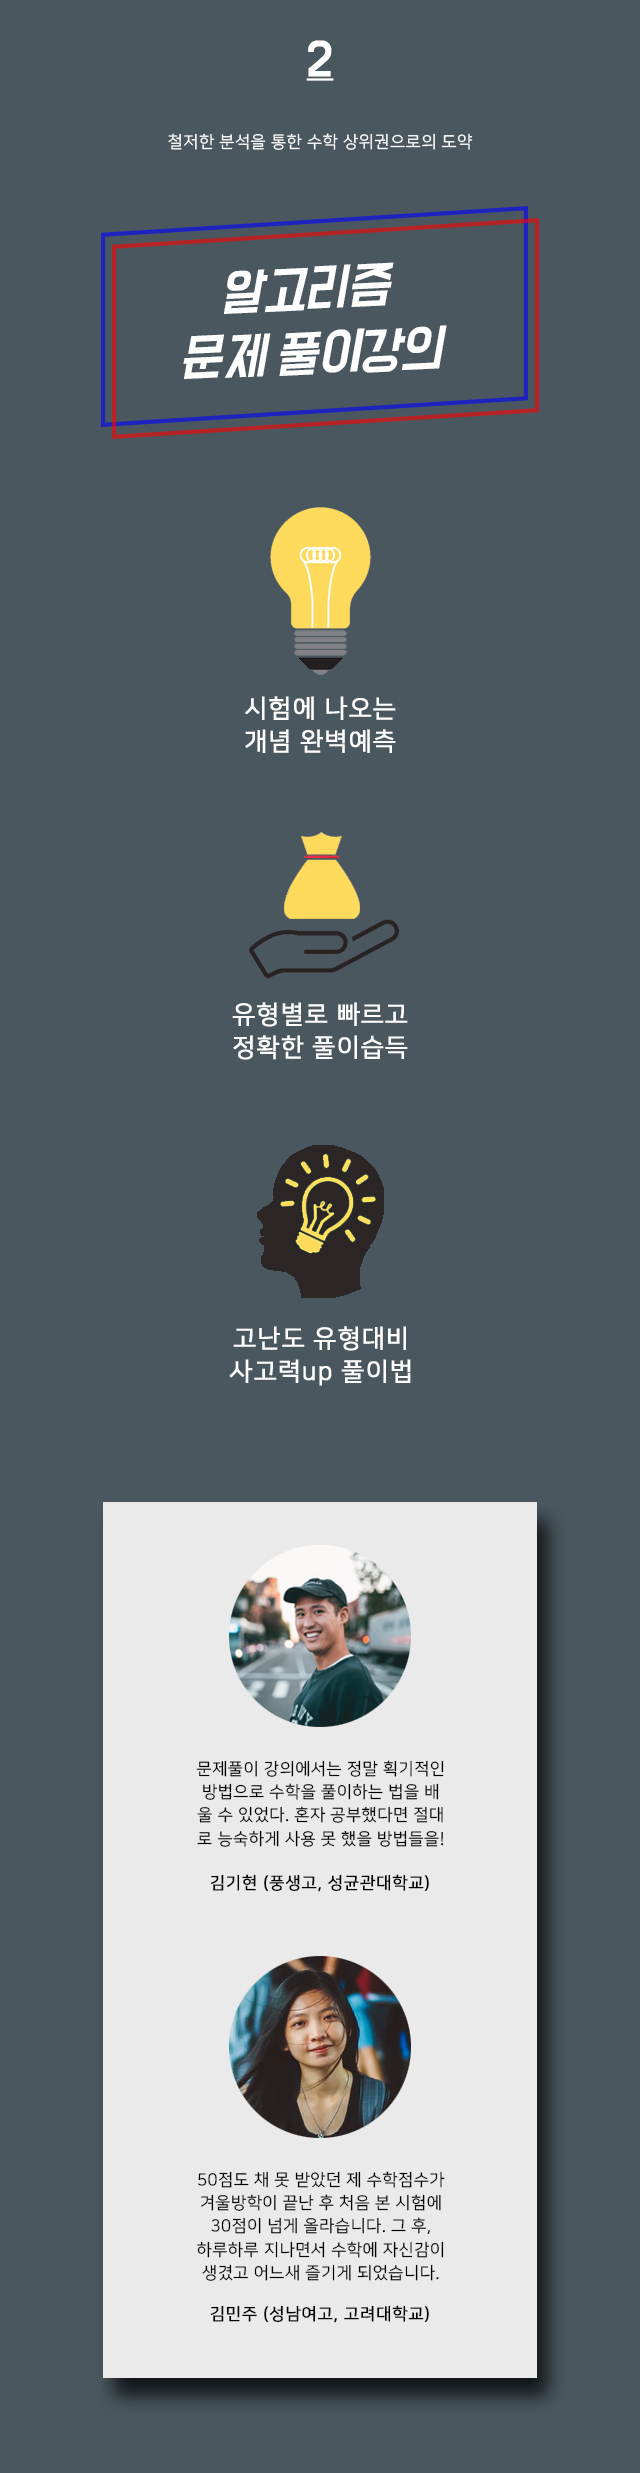 2
철저한 분석을 통한 수학 상위권으로의 도약
알고리즘
문제 풀이강의
시험에 나오는
개념 완벽예측
유형별로 빠르고
정확한 풀이습득
고난도 유형대비
사고력up 풀이법
문제풀이 강의에서는 정말 획기적인
방법으로 수학을 풀이하는 법을 배
울 수 있었다. 혼자 공부했다면 절대
로 능숙하게 사용 못 했을 방법들을!
김기현 (풍생고, 성균관대학교)
50점도 채 못 받았던 제 수학점수가
겨울방학이 끝난 후 처음 본 시험에
30점이 넘게 올라습니다. 그 후,
하루하루 지나면서 수학에 자신감이
생겼고 어느새 즐기게 되었습니다.
김민주 (성남여고, 고려대학교)